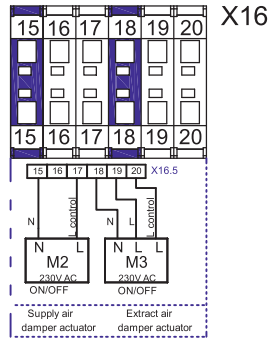 X16
15 16 17 18 19 20
15 16 17 18 19 20
15 16 17 18 19 20 X16.5
N L control N L L control
N L N L L
M2 M3
230V AC 230V AC
ON/OFF ON/OFF
Supply air Extract air
damper actuator damper actuator